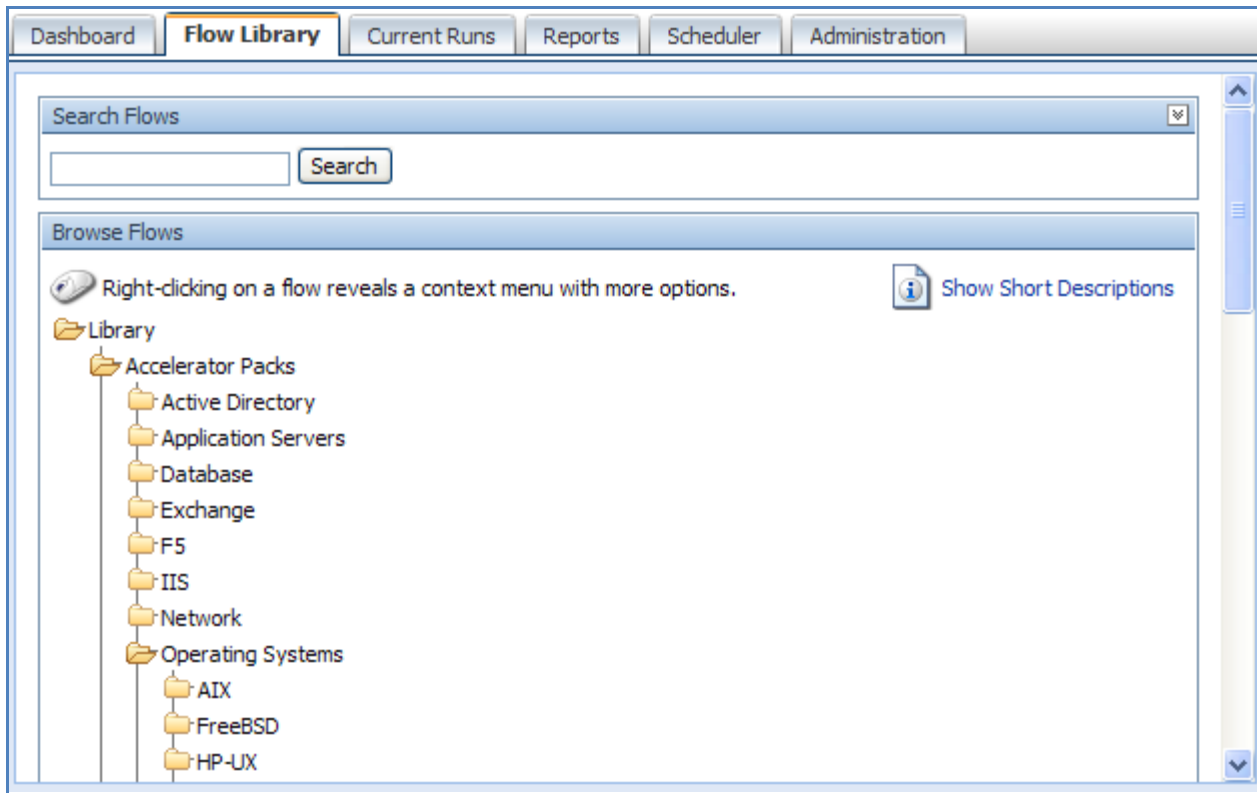 Dashboard Flow Library Current Runs Reports Scheduler Administration
Search Flows
Search
Browse Flows
Right-clicking on a flow reveals a context menu with more options. Show Short Descriptions
Library
Accelerator Packs
Active Directory
Application Servers
Database
Exchange
F5
IIS
Network
Operating Systems
AIX
FreeBSD
HP-UX